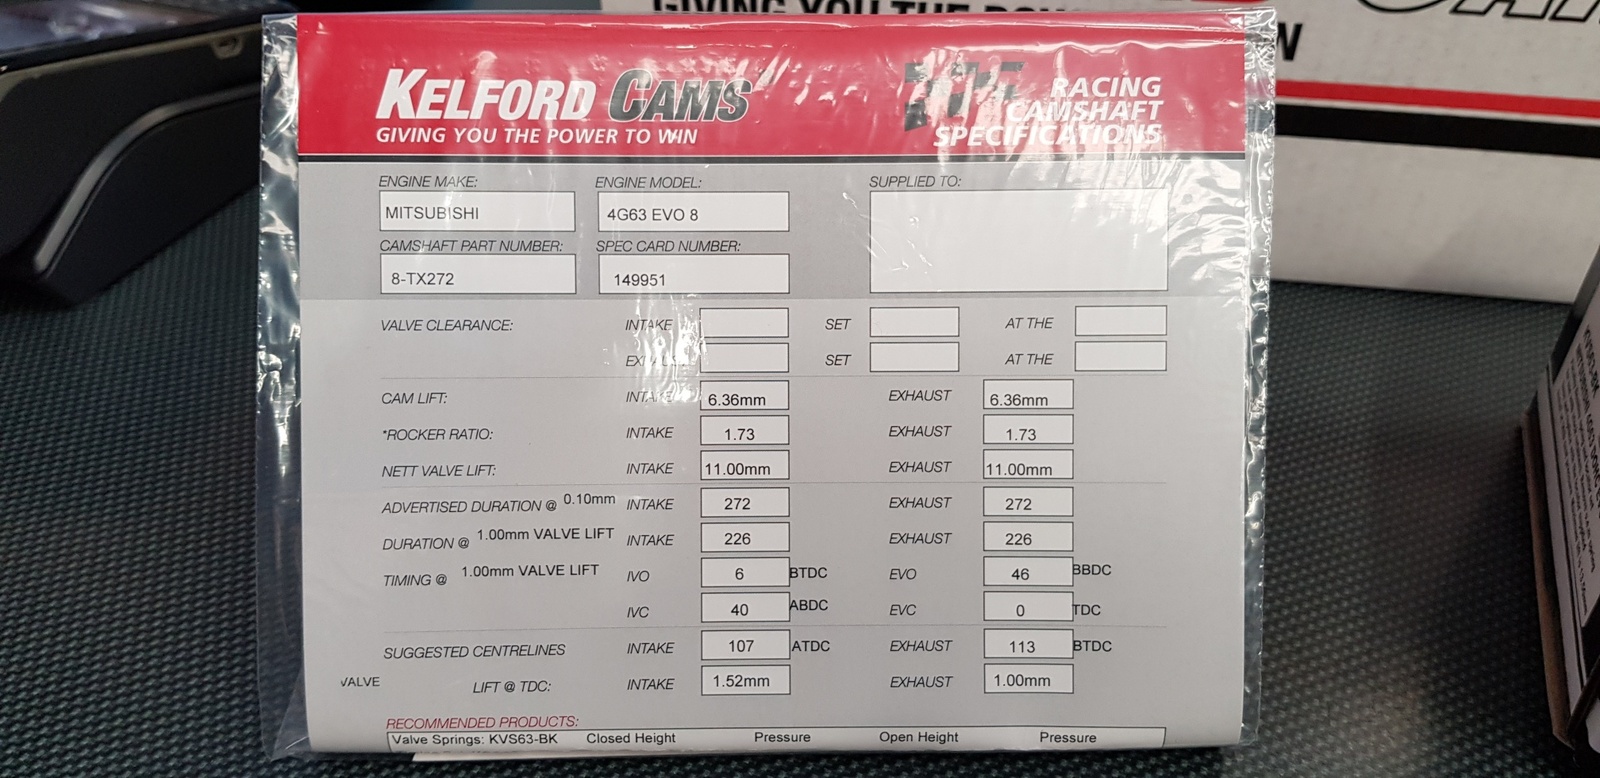 GIVING YOU THE
KELFORD CAMS
GIVING YOU THE POWER TO WIN
RACING
CAMSHAFT
SPECIFICATIONS
ENGINE MAKE: ENGINE MODEL: SUPPLIED TO:
MITSUBISHI 4G63 EVO 8
CAMSHAFT PART NUMBER: SPEC CARD NUMBER:
8-TX272 149951
VALVE CLEARANCE: INTAKE SET AT THE
EXHAUST SET AT THE
CAM LIFT: INTAKE 6.36mm EXHAUST 6.36mm
*ROCKER RATIO: INTAKE 1.73 EXHAUST 1.73
NETT VALVE LIFT: INTAKE 11.00mm EXHAUST 11.00mm
ADVERTISED DURATION @ 0.10mm INTAKE 272 EXHAUST 272
DURATION @ 1.00mm VALVE LIFT INTAKE 226 EXHAUST 226
TIMING @ 1.00mm VALVE LIFT IVO 6 BTDC EVO 46 BBDC
IVC 40 ABDC EVC 0 TDC
SUGGESTED CENTRELINES INTAKE 107 ATDC EXHAUST 113 BTDC
VALVE LIFT @ TDC: INTAKE 1.52mm EXHAUST 1.00mm
RECOMMENDED PRODUCTS:
Valve Springs: KVS63-BK Closed Height Pressure Open Height Pressure